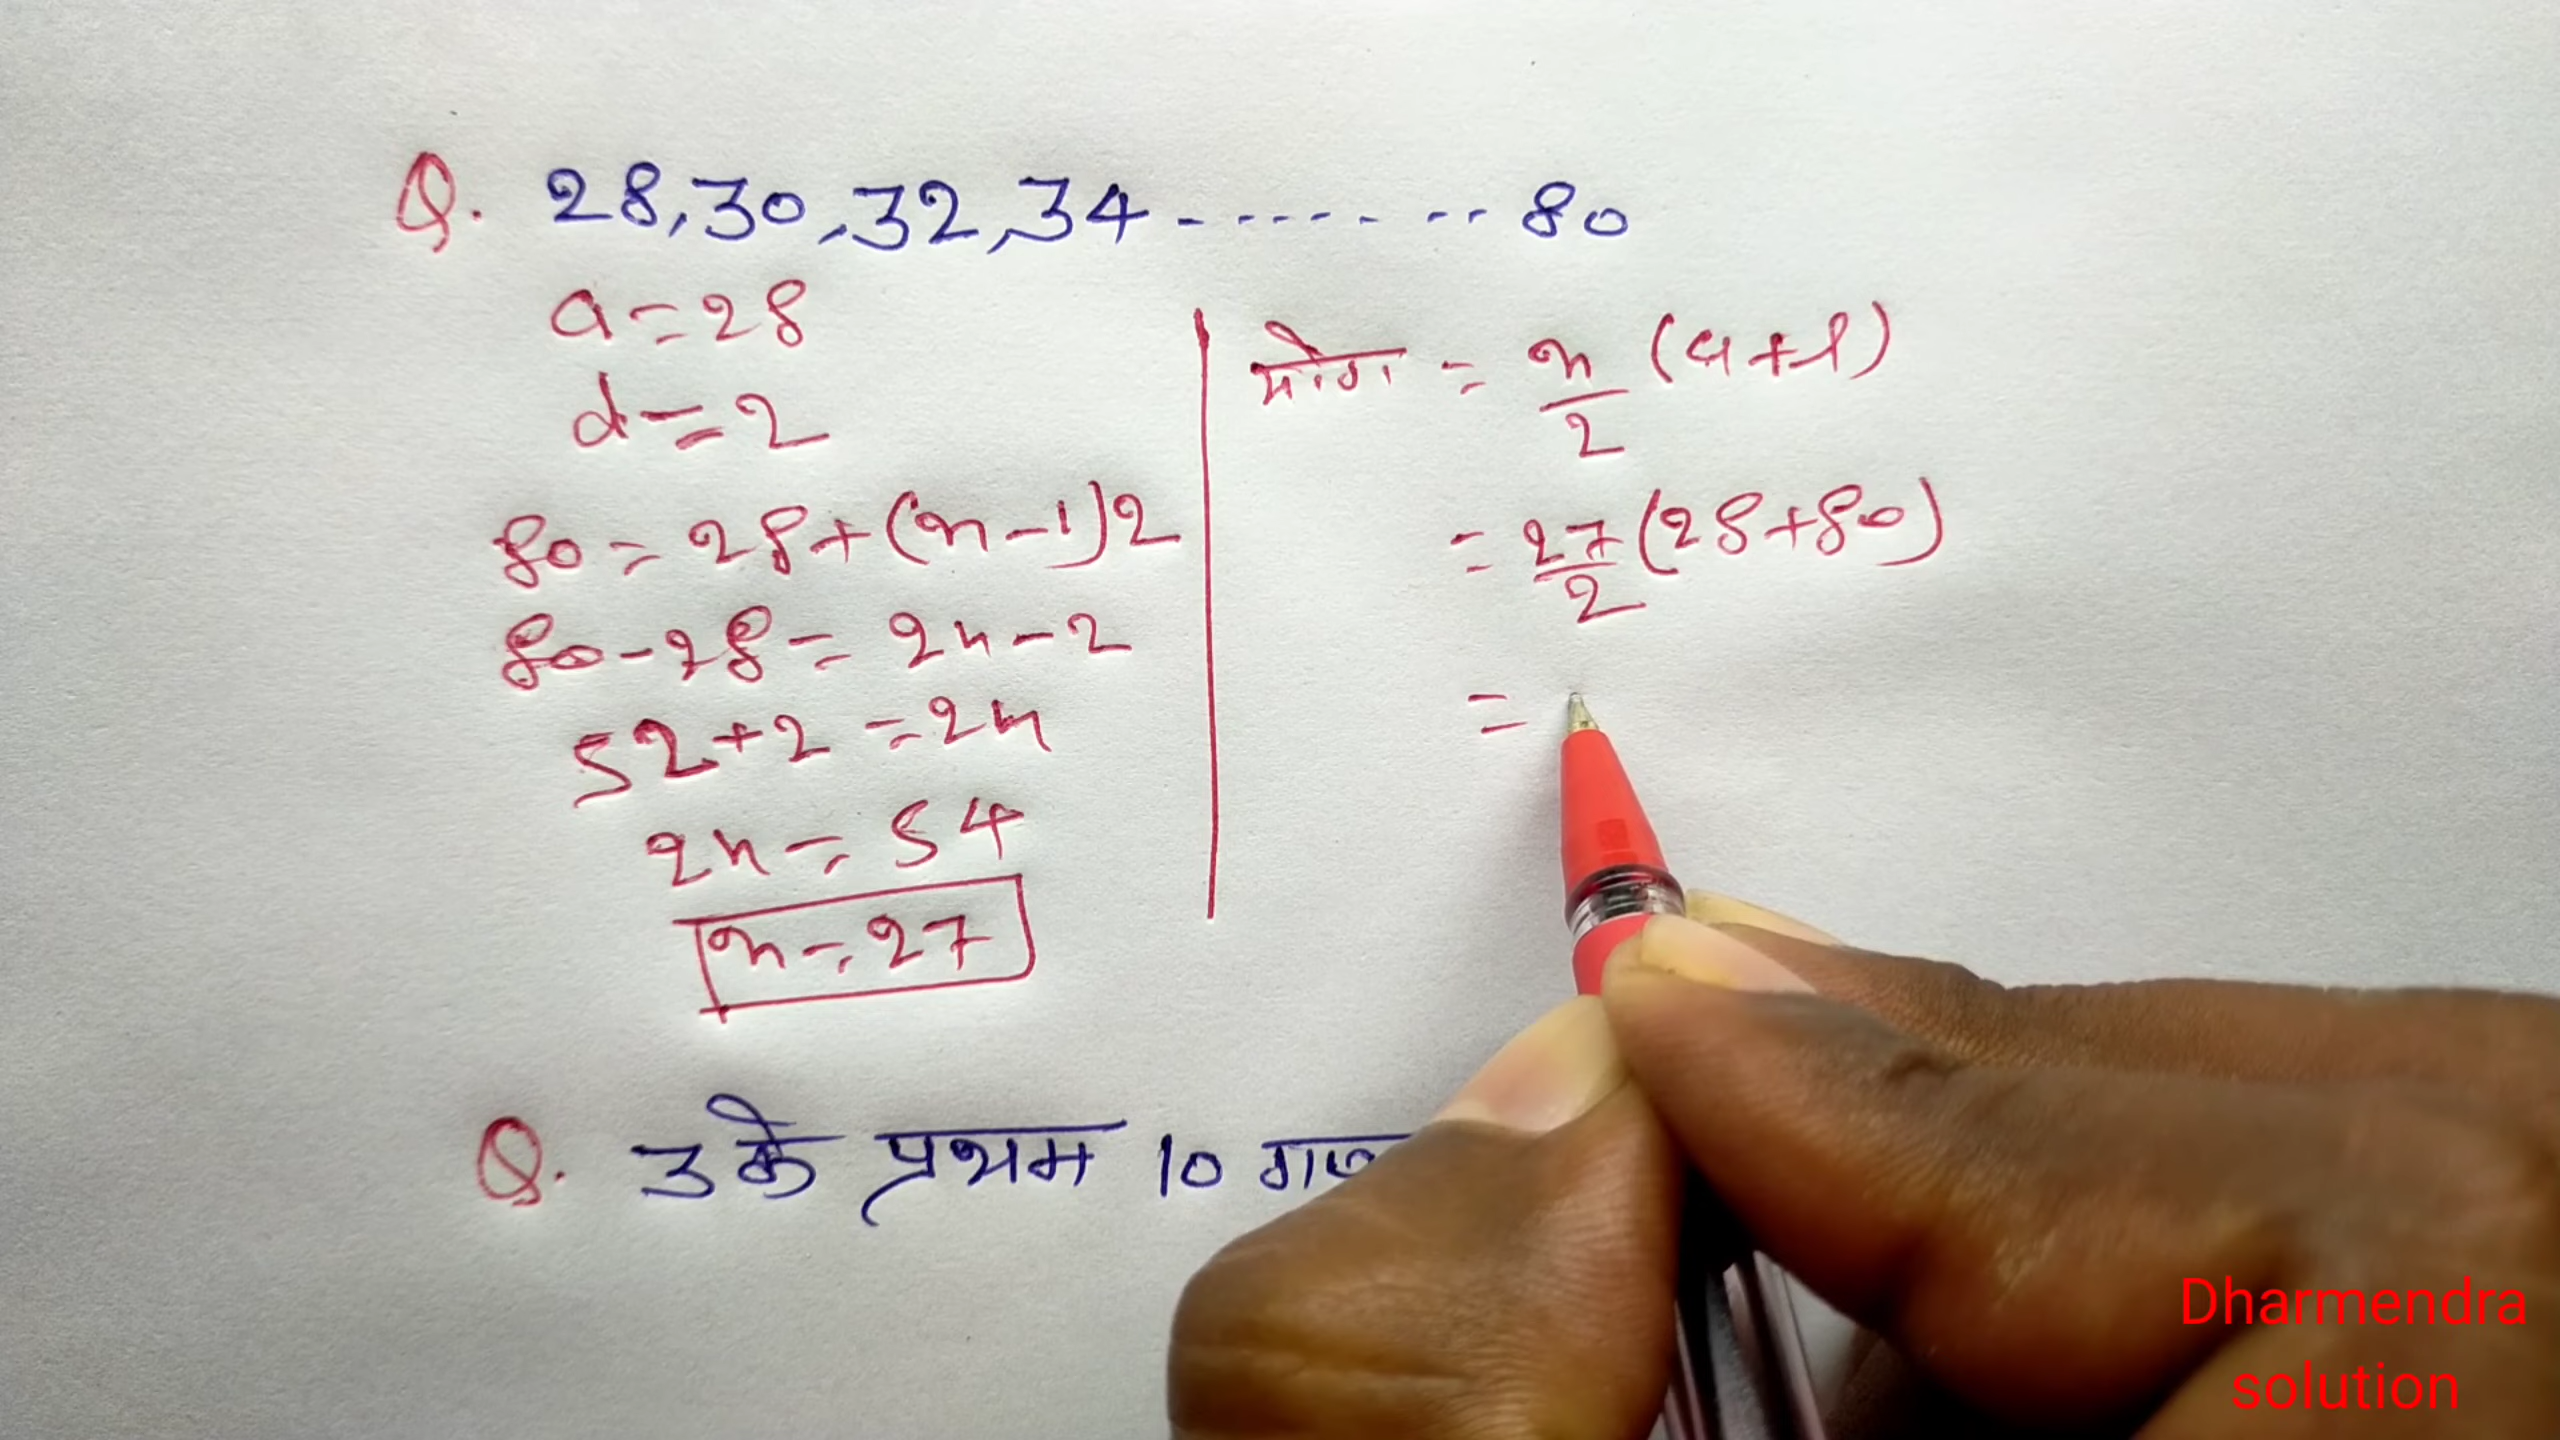 Q. 28,30,32,34 - - - - - - - - 80
a = 28
d = 2
80 = 28+(n-1)2
80-28 = 2n-2
52+2 = 2n
2n = 54
n = 27
योग = n/2 (a+l)
= 27/2 (28+80)
=
Q. 3 के प्रथम 10
Dharmendra
solution